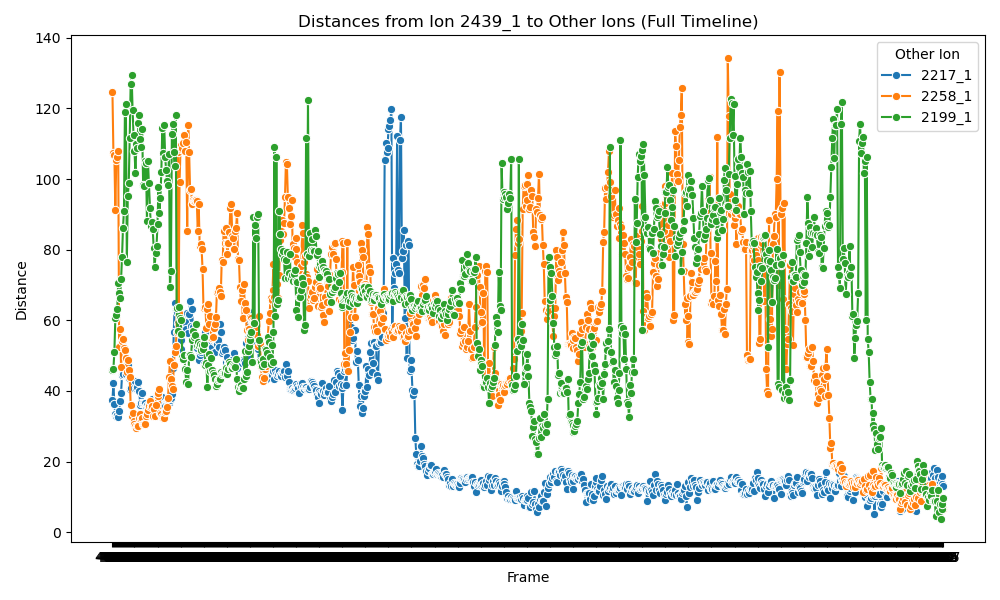 Distances from Ion 2439_1 to Other Ions (Full Timeline)
Other Ion
2217_1
2258_1
2199_1
140
120
100
80
60
40
20
0
Distance
Frame